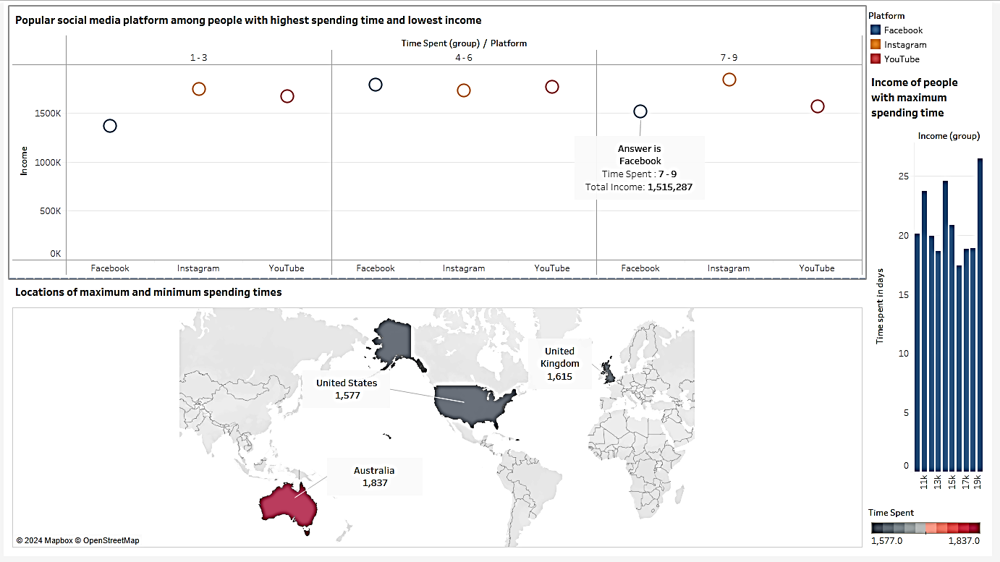 Popular social media platform among people with highest spending time and lowest income
Time Spent (group) / Platform
1 - 3
4 - 6
7 - 9
Income
1500K
1000K
500K
0K
Answer is
Facebook
Time Spent : 7 - 9
Total Income: 1,515,287
Facebook
Instagram
YouTube
Facebook
Instagram
YouTube
Facebook
Instagram
YouTube
Locations of maximum and minimum spending times
United States
1,577
United
Kingdom
1,615
Australia
1,837
© 2024 Mapbox © OpenStreetMap
Platform
Facebook
Instagram
YouTube
Income of people
with maximum
spending time
Income (group)
Time spent in days
25
20
15
10
5
0
11k
13k
15k
17k
19k
Time Spent
1,577.0
1,837.0